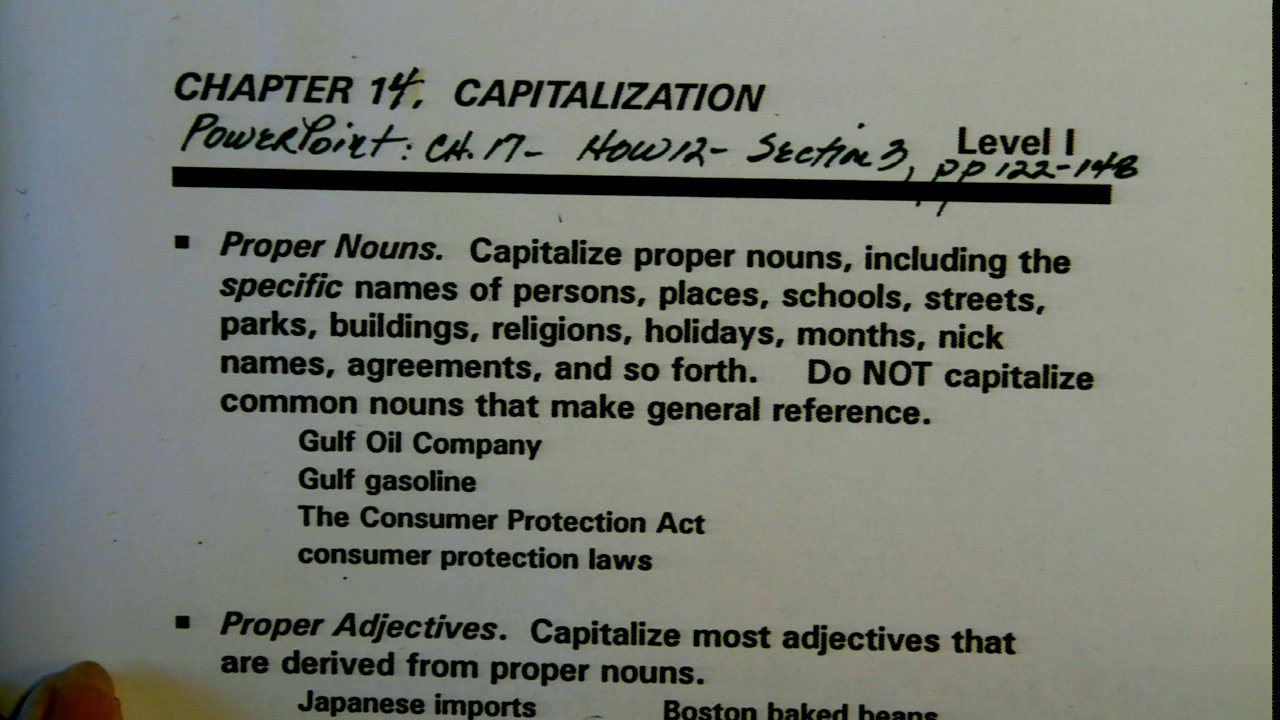 CHAPTER 14. CAPITALIZATION
PowerPoint: CH. 17- HOW12- Section 3, pp 122-148
Level I
▪ Proper Nouns. Capitalize proper nouns, including the
specific names of persons, places, schools, streets,
parks, buildings, religions, holidays, months, nick
names, agreements, and so forth. Do NOT capitalize
common nouns that make general reference.
Gulf Oil Company
Gulf gasoline
The Consumer Protection Act
consumer protection laws
▪ Proper Adjectives. Capitalize most adjectives that
are derived from proper nouns.
Japanese imports Boston baked beans